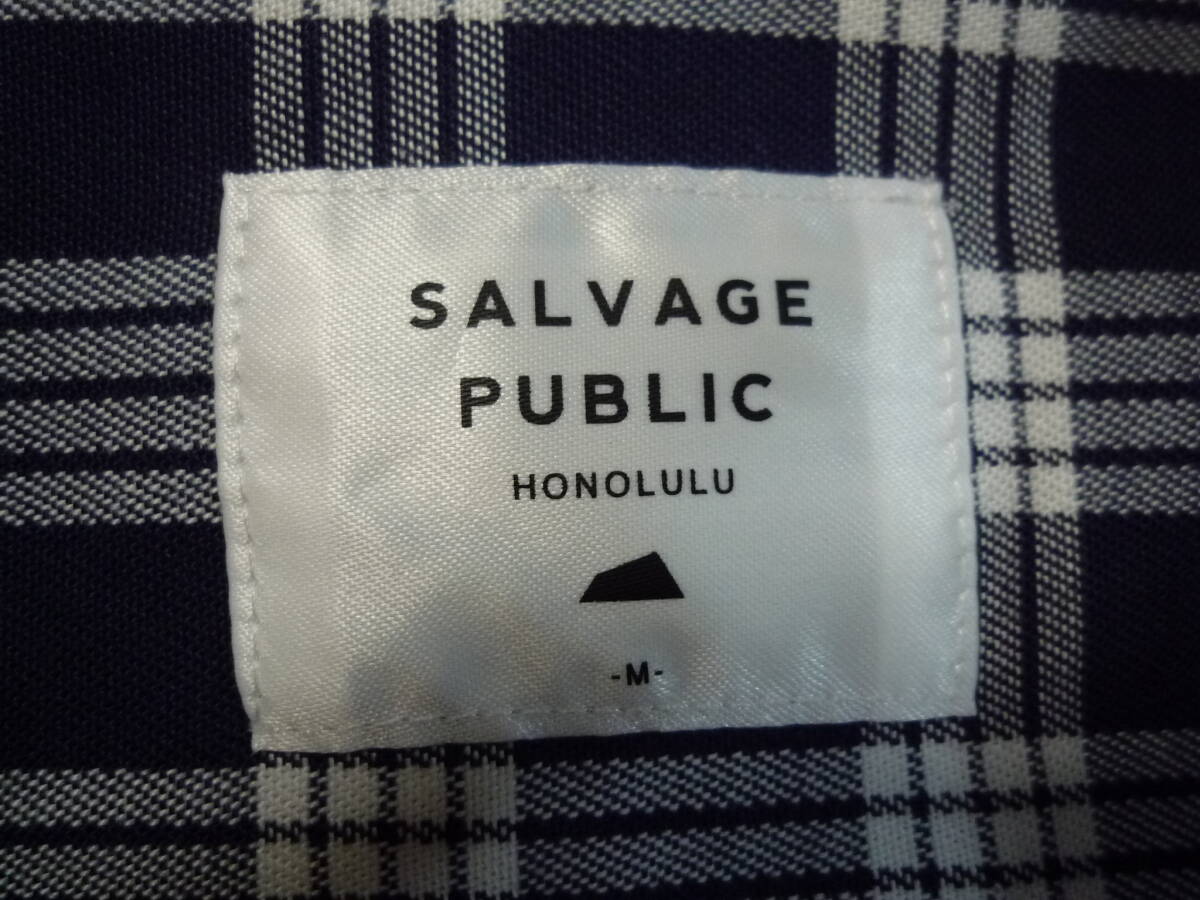 SALVAGE
PUBLIC
HONOLULU
-M-